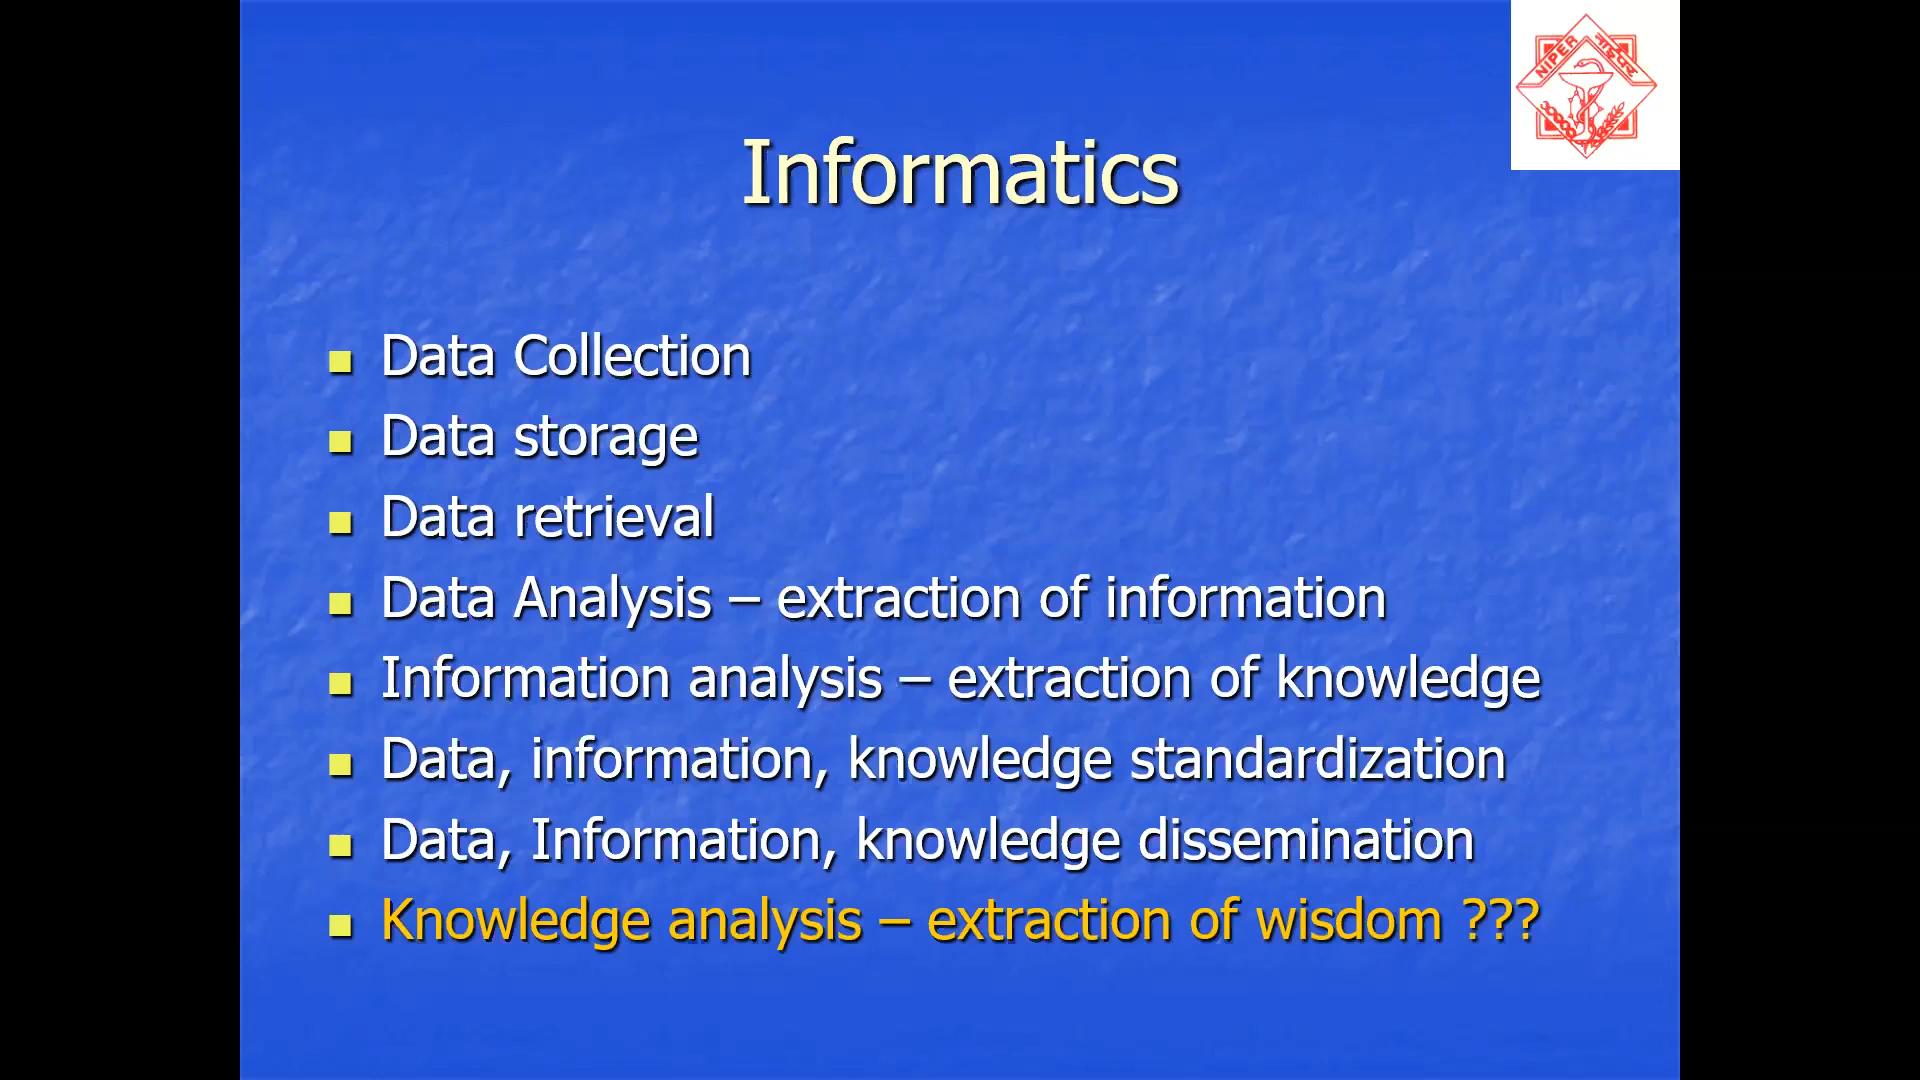 NIPER
नाईपर
Informatics
Data Collection
Data storage
Data retrieval
Data Analysis – extraction of information
Information analysis – extraction of knowledge
Data, information, knowledge standardization
Data, Information, knowledge dissemination
Knowledge analysis – extraction of wisdom ???